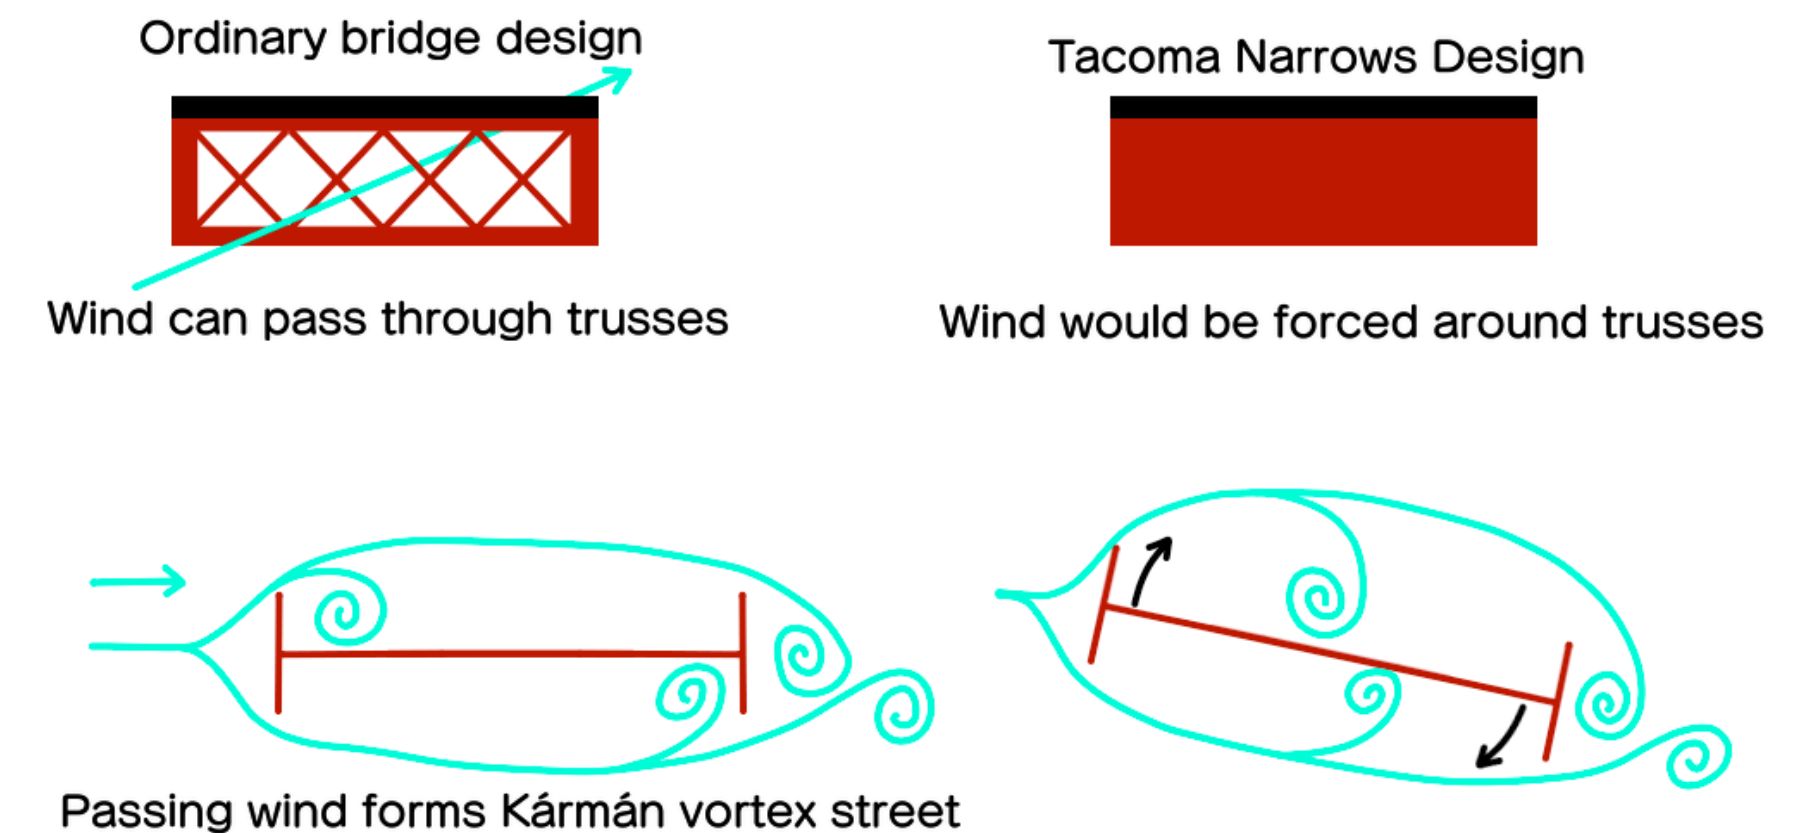 Ordinary bridge design
Tacoma Narrows Design
Wind can pass through trusses
Wind would be forced around trusses
Passing wind forms Kármán vortex street